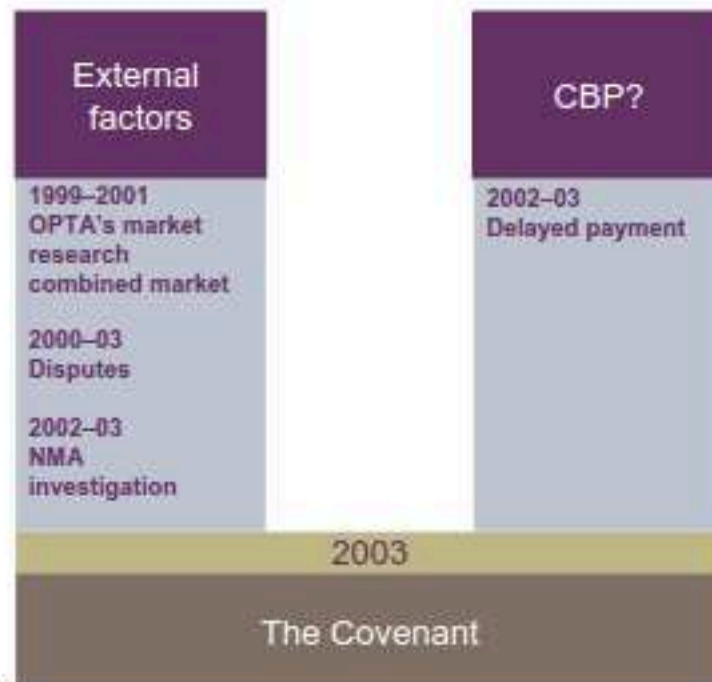 External
factors
1999–2001
OPTA's market
research
combined market
2000–03
Disputes
2002–03
NMA
investigation
CBP?
2002–03
Delayed payment
2003
The Covenant